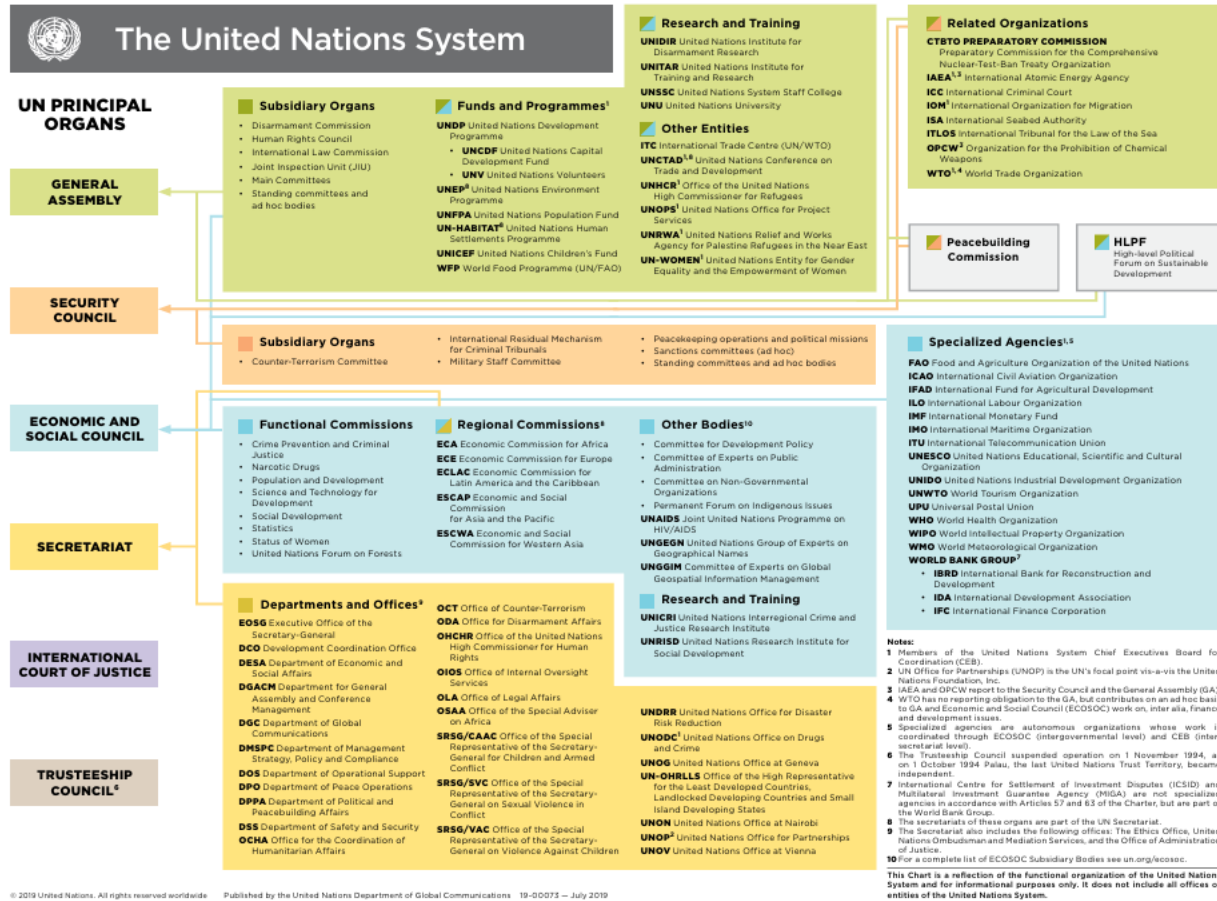 The United Nations System
UN PRINCIPAL
ORGANS
GENERAL
ASSEMBLY
SECURITY
COUNCIL
ECONOMIC AND
SOCIAL COUNCIL
SECRETARIAT
INTERNATIONAL
COURT OF JUSTICE
TRUSTEESHIP
COUNCIL⁶
Subsidiary Organs
• Disarmament Commission
• Human Rights Council
• International Law Commission
• Joint Inspection Unit (JIU)
• Main Committees
• Standing committees and
ad hoc bodies
Funds and Programmes¹
UNDP United Nations Development
Programme
• UNCDF United Nations Capital
Development Fund
• UNV United Nations Volunteers
UNEP⁸ United Nations Environment
Programme
UNFPA United Nations Population Fund
UN-HABITAT⁸ United Nations Human
Settlements Programme
UNICEF United Nations Children's Fund
WFP World Food Programme (UN/FAO)
Research and Training
UNIDIR United Nations Institute for
Disarmament Research
UNITAR United Nations Institute for
Training and Research
UNSSC United Nations System Staff College
UNU United Nations University
Other Entities
ITC International Trade Centre (UN/WTO)
UNCTAD¹,⁸ United Nations Conference on
Trade and Development
UNHCR¹ Office of the United Nations
High Commissioner for Refugees
UNOPS¹ United Nations Office for Project
Services
UNRWA¹ United Nations Relief and Works
Agency for Palestine Refugees in the Near East
UN-WOMEN¹ United Nations Entity for Gender
Equality and the Empowerment of Women
Related Organizations
CTBTO PREPARATORY COMMISSION
Preparatory Commission for the Comprehensive
Nuclear-Test-Ban Treaty Organization
IAEA¹,³ International Atomic Energy Agency
ICC International Criminal Court
IOM¹ International Organization for Migration
ISA International Seabed Authority
ITLOS International Tribunal for the Law of the Sea
OPCW³ Organization for the Prohibition of Chemical
Weapons
WTO¹,⁴ World Trade Organization
Peacebuilding
Commission
HLPF
High-level Political
Forum on Sustainable
Development
Subsidiary Organs
• Counter-Terrorism Committee
• International Residual Mechanism
for Criminal Tribunals
• Military Staff Committee
• Peacekeeping operations and political missions
• Sanctions committees (ad hoc)
• Standing committees and ad hoc bodies
Functional Commissions
• Crime Prevention and Criminal
Justice
• Narcotic Drugs
• Population and Development
• Science and Technology for
Development
• Social Development
• Statistics
• Status of Women
• United Nations Forum on Forests
Regional Commissions⁸
ECA Economic Commission for Africa
ECE Economic Commission for Europe
ECLAC Economic Commission for
Latin America and the Caribbean
ESCAP Economic and Social
Commission
for Asia and the Pacific
ESCWA Economic and Social
Commission for Western Asia
Other Bodies¹⁰
• Committee for Development Policy
• Committee of Experts on Public
Administration
• Committee on Non-Governmental
Organizations
• Permanent Forum on Indigenous Issues
UNAIDS Joint United Nations Programme on
HIV/AIDS
UNGEGN United Nations Group of Experts on
Geographical Names
UNGGIM Committee of Experts on Global
Geospatial Information Management
Research and Training
UNICRI United Nations Interregional Crime and
Justice Research Institute
UNRISD United Nations Research Institute for
Social Development
Specialized Agencies¹,⁵
FAO Food and Agriculture Organization of the United Nations
ICAO International Civil Aviation Organization
IFAD International Fund for Agricultural Development
ILO International Labour Organization
IMF International Monetary Fund
IMO International Maritime Organization
ITU International Telecommunication Union
UNESCO United Nations Educational, Scientific and Cultural
Organization
UNIDO United Nations Industrial Development Organization
UNWTO World Tourism Organization
UPU Universal Postal Union
WHO World Health Organization
WIPO World Intellectual Property Organization
WMO World Meteorological Organization
WORLD BANK GROUP⁷
• IBRD International Bank for Reconstruction and
Development
• IDA International Development Association
• IFC International Finance Corporation
Departments and Offices⁹
EOSG Executive Office of the
Secretary-General
DCO Development Coordination Office
DESA Department of Economic and
Social Affairs
DGACM Department for General
Assembly and Conference
Management
DGC Department of Global
Communications
DMSPC Department of Management
Strategy, Policy and Compliance
DOS Department of Operational Support
DPO Department of Peace Operations
DPPA Department of Political and
Peacebuilding Affairs
DSS Department of Safety and Security
OCHA Office for the Coordination of
Humanitarian Affairs
OCT Office of Counter-Terrorism
ODA Office for Disarmament Affairs
OHCHR Office of the United Nations
High Commissioner for Human
Rights
OIOS Office of Internal Oversight
Services
OLA Office of Legal Affairs
OSAA Office of the Special Adviser
on Africa
SRSG/CAAC Office of the Special
Representative of the Secretary-
General for Children and Armed
Conflict
SRSG/SVC Office of the Special
Representative of the Secretary-
General on Sexual Violence in
Conflict
SRSG/VAC Office of the Special
Representative of the Secretary-
General on Violence Against Children
UNDRR United Nations Office for Disaster
Risk Reduction
UNODC¹ United Nations Office on Drugs
and Crime
UNOG United Nations Office at Geneva
UN-OHRLLS Office of the High Representative
for the Least Developed Countries,
Landlocked Developing Countries and Small
Island Developing States
UNON United Nations Office at Nairobi
UNOP² United Nations Office for Partnerships
UNOV United Nations Office at Vienna
Notes:
1 Members of the United Nations System Chief Executives Board fo
Coordination (CEB).
2 UN Office for Partnerships (UNOP) is the UN's focal point vis-a-vis the United
Nations Foundation, Inc.
3 IAEA and OPCW report to the Security Council and the General Assembly (GA)
4 WTO has no reporting obligation to the GA, but contributes on an ad hoc basi
to GA and Economic and Social Council (ECOSOC) work on, inter alia, finance
and development issues.
5 Specialized agencies are autonomous organizations whose work i
coordinated through ECOSOC (intergovernmental level) and CEB (inter
secretariat level).
6 The Trusteeship Council suspended operation on 1 November 1994, a
on 1 October 1994 Palau, the last United Nations Trust Territory, became
independent.
7 International Centre for Settlement of Investment Disputes (ICSID) and
Multilateral Investment Guarantee Agency (MIGA) are not specialized
agencies in accordance with Articles 57 and 63 of the Charter, but are part of
the World Bank Group.
8 The secretariats of these organs are part of the UN Secretariat.
9 The Secretariat also includes the following offices: The Ethics Office, United
Nations Ombudsman and Mediation Services, and the Office of Administration
of Justice.
10 For a complete list of ECOSOC Subsidiary Bodies see un.org/ecosoc.
This Chart is a reflection of the functional organization of the United Nation
System and for informational purposes only. It does not include all offices o
entities of the United Nations System.
© 2019 United Nations. All rights reserved worldwide
Published by the United Nations Department of Global Communications 19-00073 — July 2019